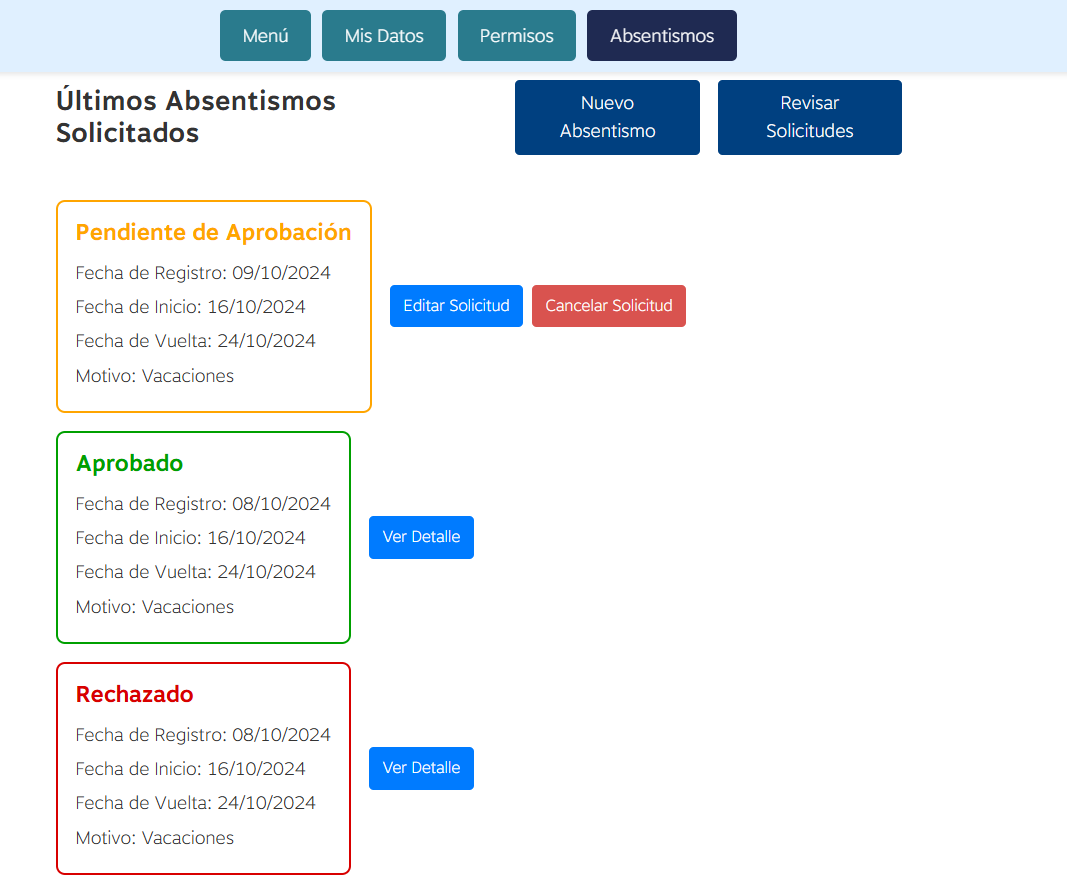 Menú
Mis Datos
Permisos
Absentismos
Últimos Absentismos
Solicitados
Nuevo
Absentismo
Revisar
Solicitudes
Pendiente de Aprobación
Fecha de Registro: 09/10/2024
Fecha de Inicio: 16/10/2024
Fecha de Vuelta: 24/10/2024
Motivo: Vacaciones
Editar Solicitud
Cancelar Solicitud
Aprobado
Fecha de Registro: 08/10/2024
Fecha de Inicio: 16/10/2024
Fecha de Vuelta: 24/10/2024
Motivo: Vacaciones
Ver Detalle
Rechazado
Fecha de Registro: 08/10/2024
Fecha de Inicio: 16/10/2024
Fecha de Vuelta: 24/10/2024
Motivo: Vacaciones
Ver Detalle